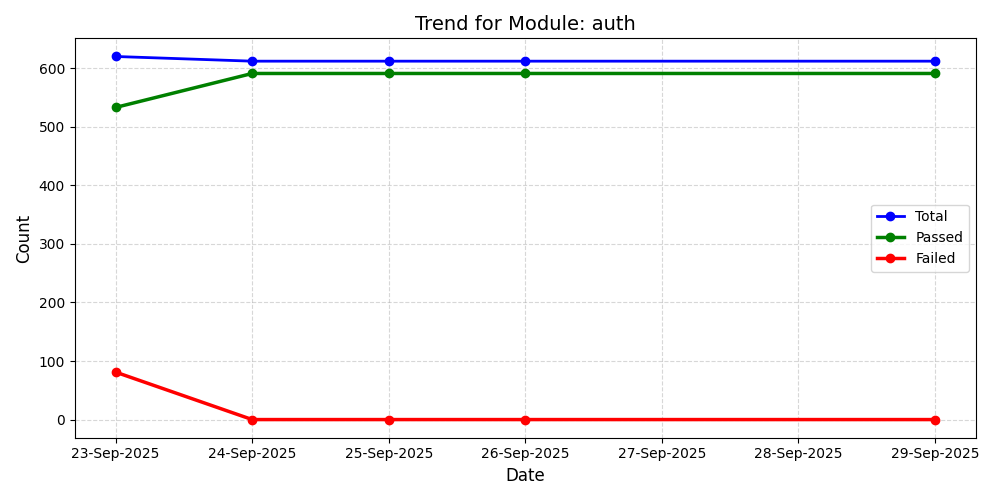 Trend for Module: auth
Count
600
500
400
300
200
100
0
Total
Passed
Failed
23-Sep-2025 24-Sep-2025 25-Sep-2025 26-Sep-2025 27-Sep-2025 28-Sep-2025 29-Sep-2025
Date